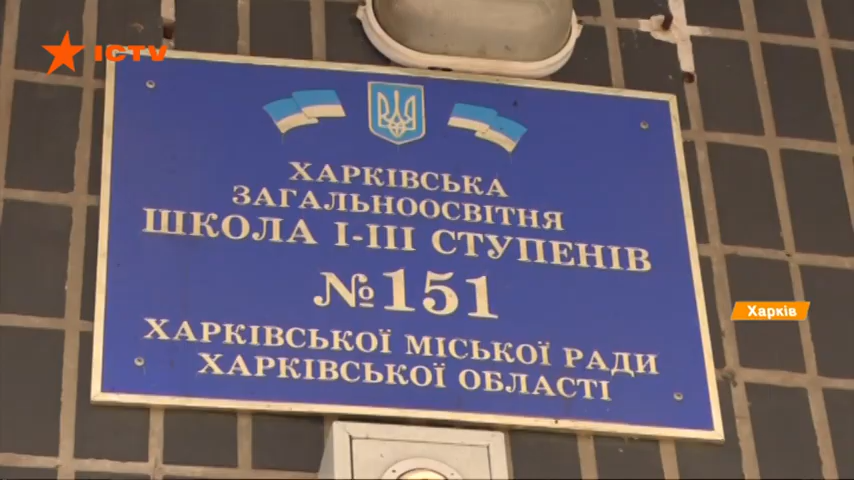 ICTV
ХАРКІВСЬКА
ЗАГАЛЬНООСВІТНЯ
ШКОЛА І-ІІІ СТУПЕНІВ
№151
ХАРКІВСЬКОЇ МІСЬКОЇ РАДИ
ХАРКІВСЬКОЇ ОБЛАСТІ
Харків